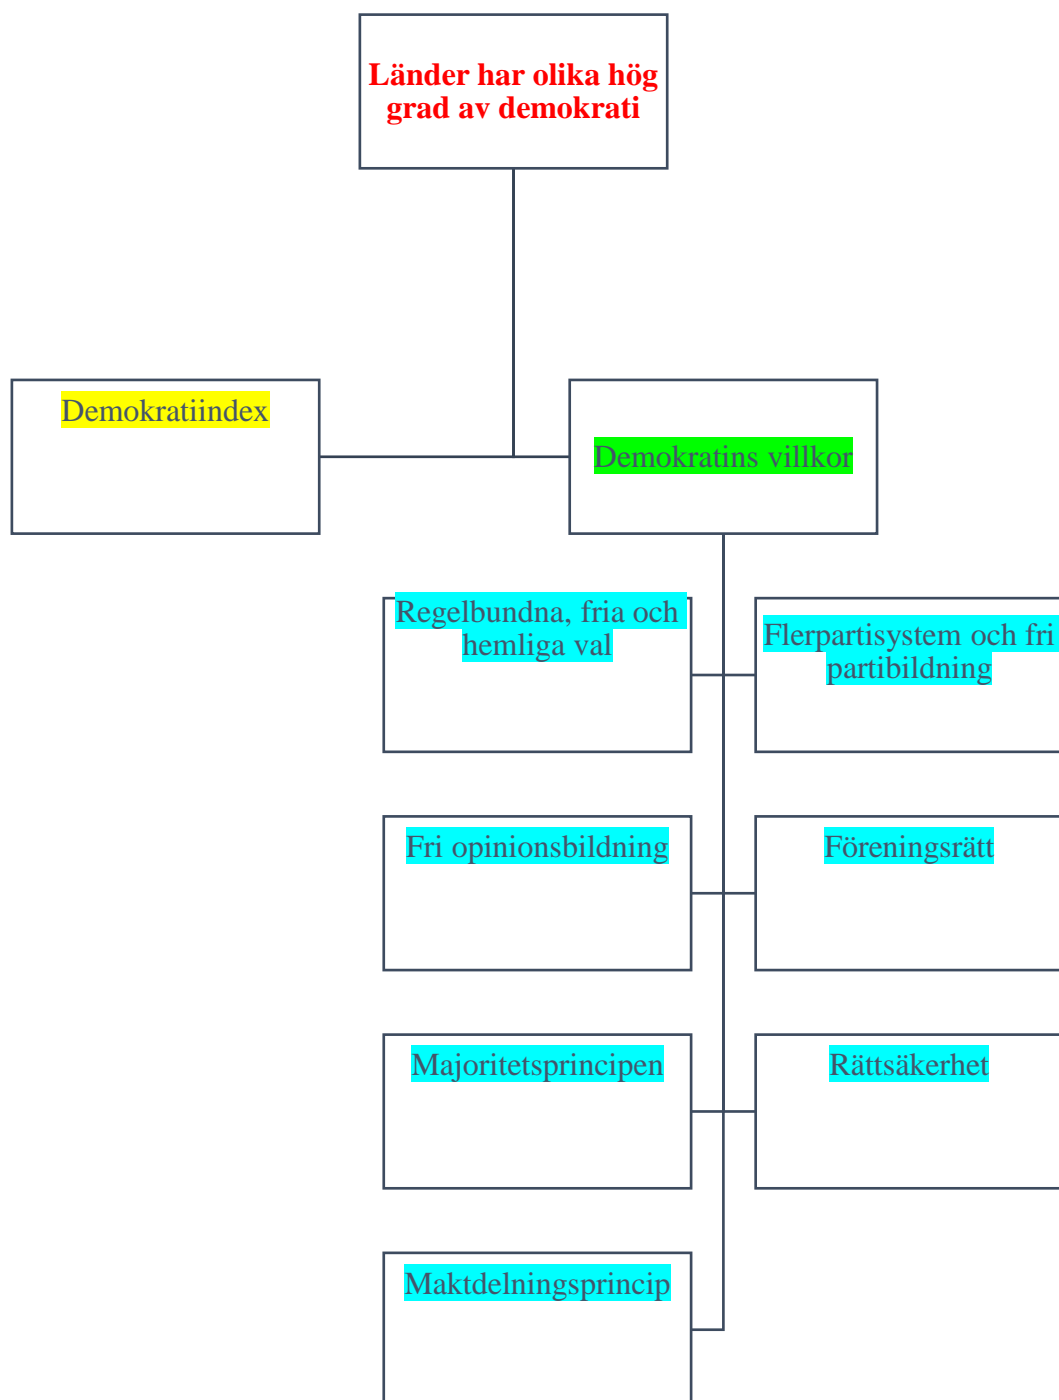 Länder har olika hög
grad av demokrati
Demokratiindex
Demokratins villkor
Regelbundna, fria och
hemliga val
Flerpartisystem och fri
partibildning
Fri opinionsbildning
Föreningsrätt
Majoritetsprincipen
Rättsäkerhet
Maktdelningsprincip